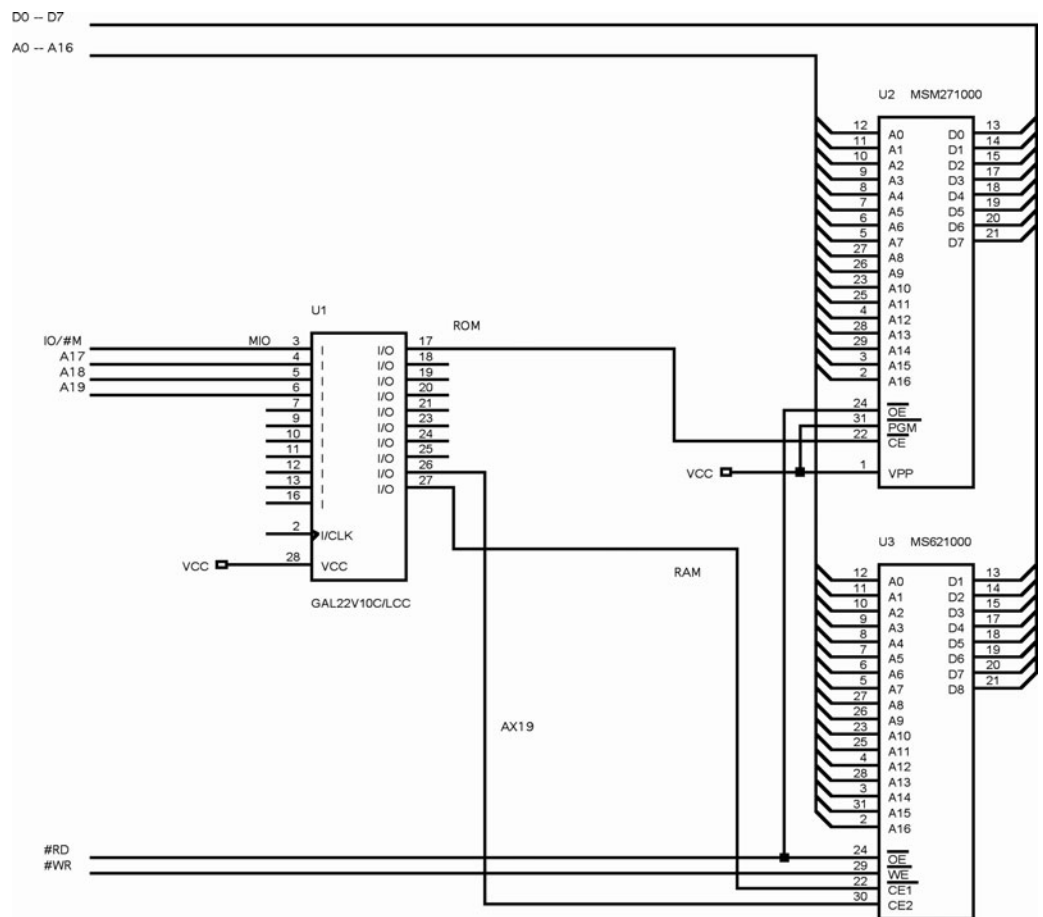 D0 -- D7
A0 -- A16
U2 MSM271000
12 A0 D0 13
11 A1 D1 14
10 A2 D2 15
9 A3 D3 17
8 A4 D4 18
7 A5 D5 19
6 A6 D6 20
5 A7 D7 21
27 A8
26 A9
23 A10
25 A11
4 A12
28 A13
29 A14
3 A15
2 A16
24 OE
31 PGM
22 CE
VCC 1 VPP
U1
ROM
IO/#M MIO 3 I I/O 17
A17 4 I I/O 18
A18 5 I I/O 19
A19 6 I I/O 20
7 I I/O 21
9 I I/O 23
10 I I/O 24
11 I I/O 25
12 I I/O 26
13 I I/O 27
16 I
2 I/CLK
VCC 28 VCC
GAL22V10C/LCC
RAM
AX19
U3 MS621000
12 A0 D1 13
11 A1 D2 14
10 A2 D3 15
9 A3 D4 17
8 A4 D5 18
7 A5 D6 19
6 A6 D7 20
5 A7 D8 21
27 A8
26 A9
23 A10
25 A11
4 A12
28 A13
3 A14
31 A15
2 A16
#RD 24 OE
#WR 29 WE
22 CE1
30 CE2